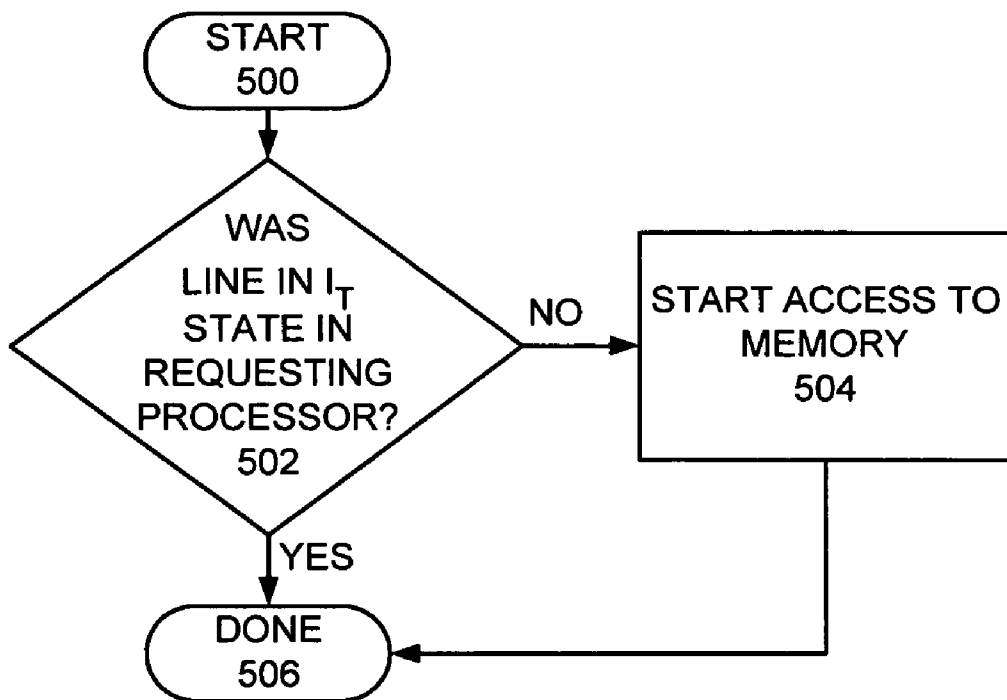 START
500
WAS
LINE IN I_T
STATE IN
REQUESTING
PROCESSOR?
502
NO
START ACCESS TO
MEMORY
504
YES
DONE
506